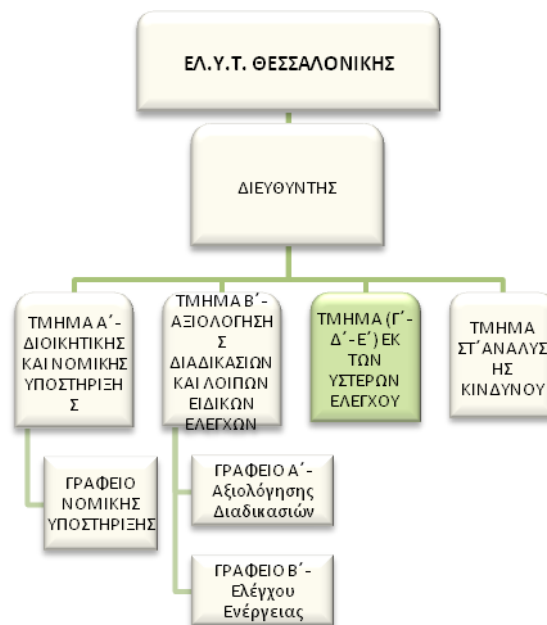 ΕΛ.Υ.Τ. ΘΕΣΣΑΛΟΝΙΚΗΣ
ΔΙΕΥΘΥΝΤΗΣ
ΤΜΗΜΑ Α΄-
ΔΙΟΙΚΗΤΙΚΗΣ
ΚΑΙ ΝΟΜΙΚΗΣ
ΥΠΟΣΤΗΡΙΞΗ
Σ
ΤΜΗΜΑ Β΄-
ΑΞΙΟΛΟΓΗΣΗ
Σ
ΔΙΑΔΙΚΑΣΙΩΝ
ΚΑΙ ΛΟΙΠΩΝ
ΕΙΔΙΚΩΝ
ΕΛΕΓΧΩΝ
ΤΜΗΜΑ (Γ΄-
Δ΄- Ε΄) ΕΚ
ΤΩΝ
ΥΣΤΕΡΩΝ
ΕΛΕΓΧΟΥ
ΤΜΗΜΑ
ΣΤ΄ΑΝΑΛΥΣ
ΗΣ
ΚΙΝΔΥΝΟΥ
ΓΡΑΦΕΙΟ
ΝΟΜΙΚΗΣ
ΥΠΟΣΤΗΡΙΞΗΣ
ΓΡΑΦΕΙΟ Α΄-
Αξιολόγησης
Διαδικασιών
ΓΡΑΦΕΙΟ Β΄-
Ελέγχου
Ενέργειας